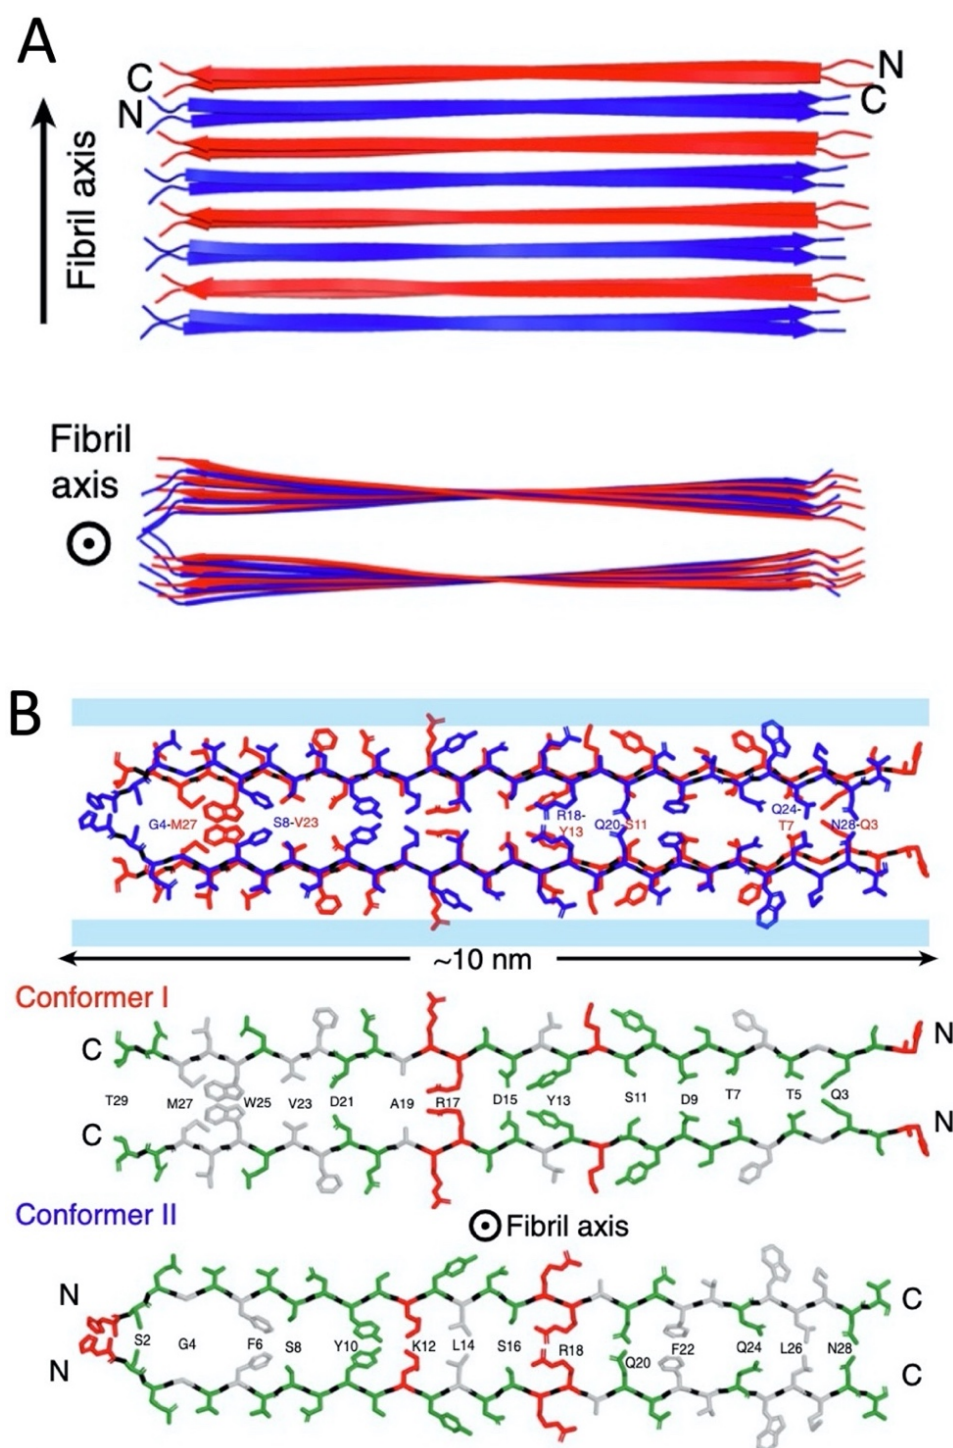 A
C
N
N
C
Fibril axis
Fibril
axis
B
G4-M27
S8-V23
R18-
Y13
Q20-S11
Q24-
T7
N28-Q3
~10 nm
Conformer I
C
N
T29 M27 W25 V23 D21 A19 R17 D15 Y13 S11 D9 T7 T5 Q3
C
N
Conformer II
Fibril axis
N
C
S2 G4 F6 S8 Y10 K12 L14 S16 R18 Q20 F22 Q24 L26 N28
N
C